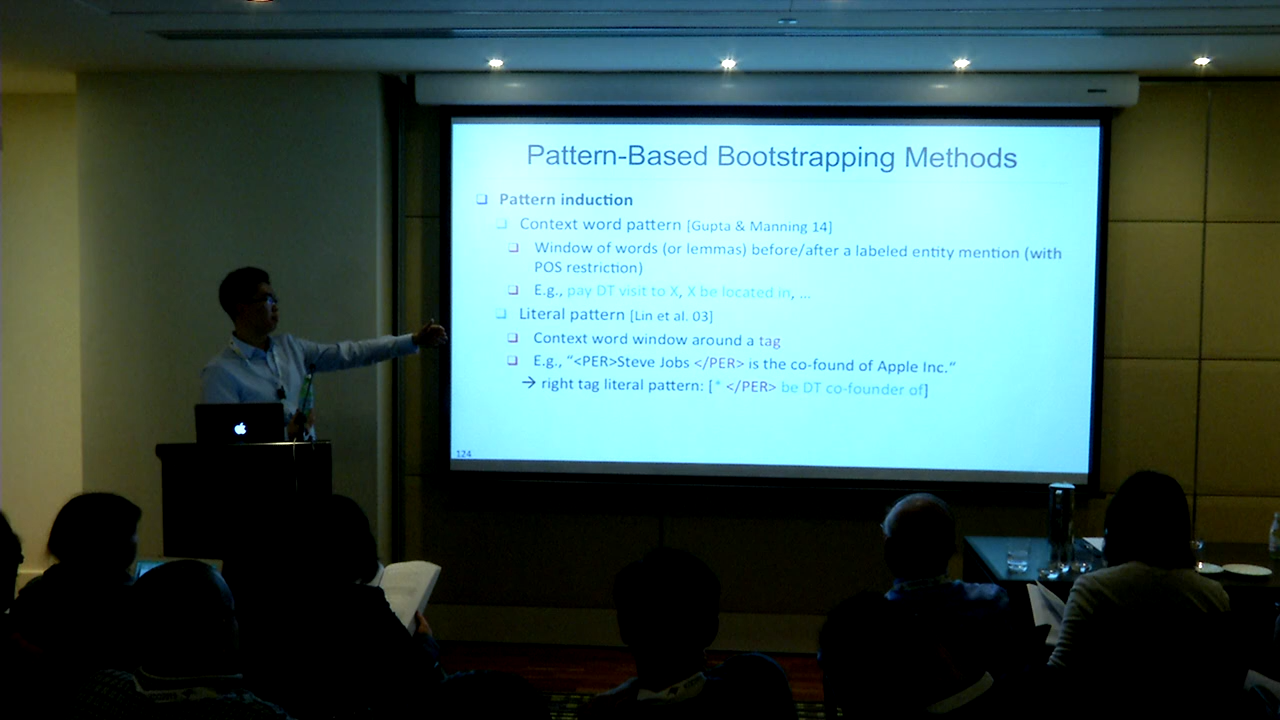 Pattern-Based Bootstrapping Methods
❑ Pattern induction
❑ Context word pattern [Gupta & Manning 14]
❑ Window of words (or lemmas) before/after a labeled entity mention (with
POS restriction)
❑ E.g., pay DT visit to X, X be located in, …
❑ Literal pattern [Lin et al. 03]
❑ Context word window around a tag
❑ E.g., “<PER>Steve Jobs </PER> is the co-found of Apple Inc.”
→ right tag literal pattern: [* </PER> be DT co-founder of]
124